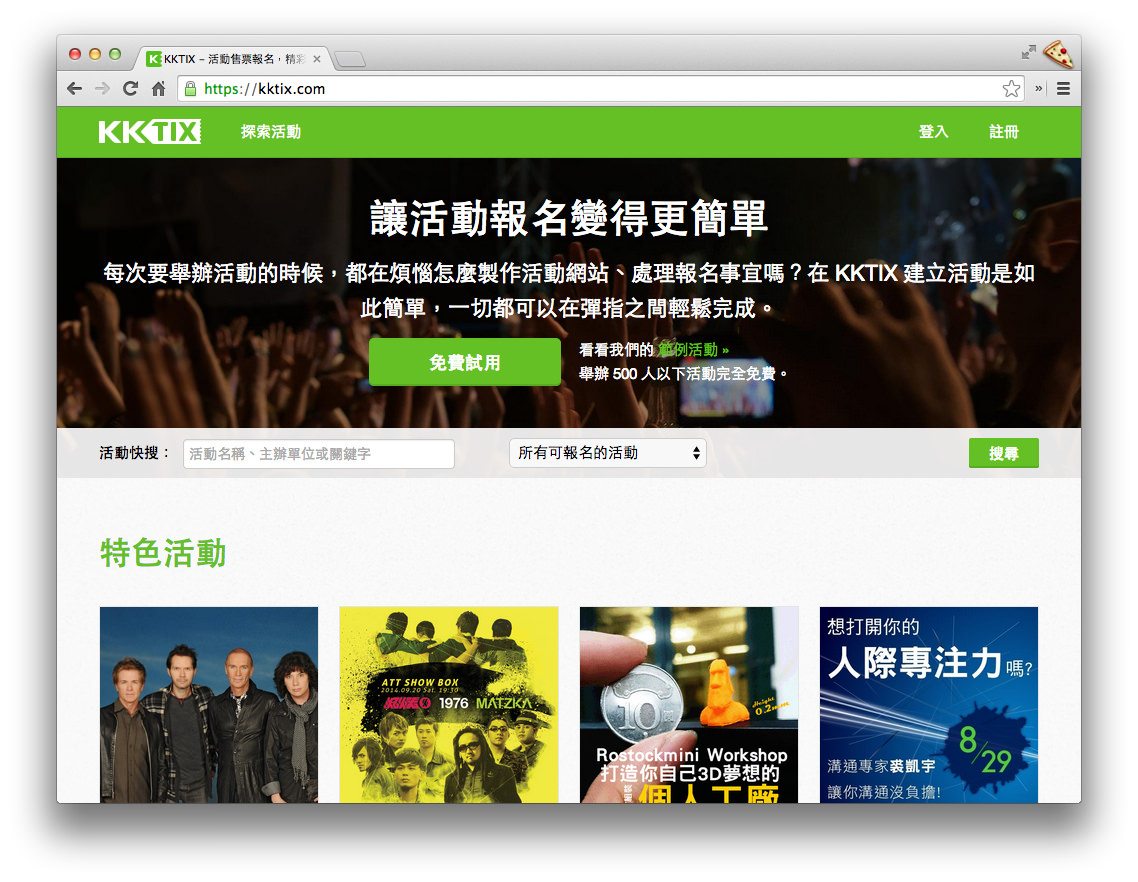 KKTIX – 活動售票報名，精彩
https://kktix.com
KKTIX
探索活動
登入
註冊
讓活動報名變得更簡單
每次要舉辦活動的時候，都在煩惱怎麼製作活動網站、處理報名事宜嗎？在 KKTIX 建立活動是如
此簡單，一切都可以在彈指之間輕鬆完成。
免費試用
看看我們的 範例活動 »
舉辦 500 人以下活動完全免費。
活動快搜：
活動名稱、主辦單位或關鍵字
所有可報名的活動
搜尋
特色活動
ATT SHOW BOX
2014.09.20 Sat. 19:30
1976
MATZKA
10
Height
0.2
Rostockmini Workshop
打造你自己3D夢想的
個人工廠
想打開你的
人際專注力嗎?
8/29
溝通專家裘凱宇
讓你溝通沒負擔!